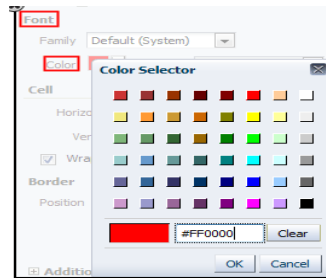 Font
Family Default (System)
Color
Color Selector
Cell
Horizo
Ver
Wra
Border
Position
#FF0000 Clear
OK Cancel
Additio